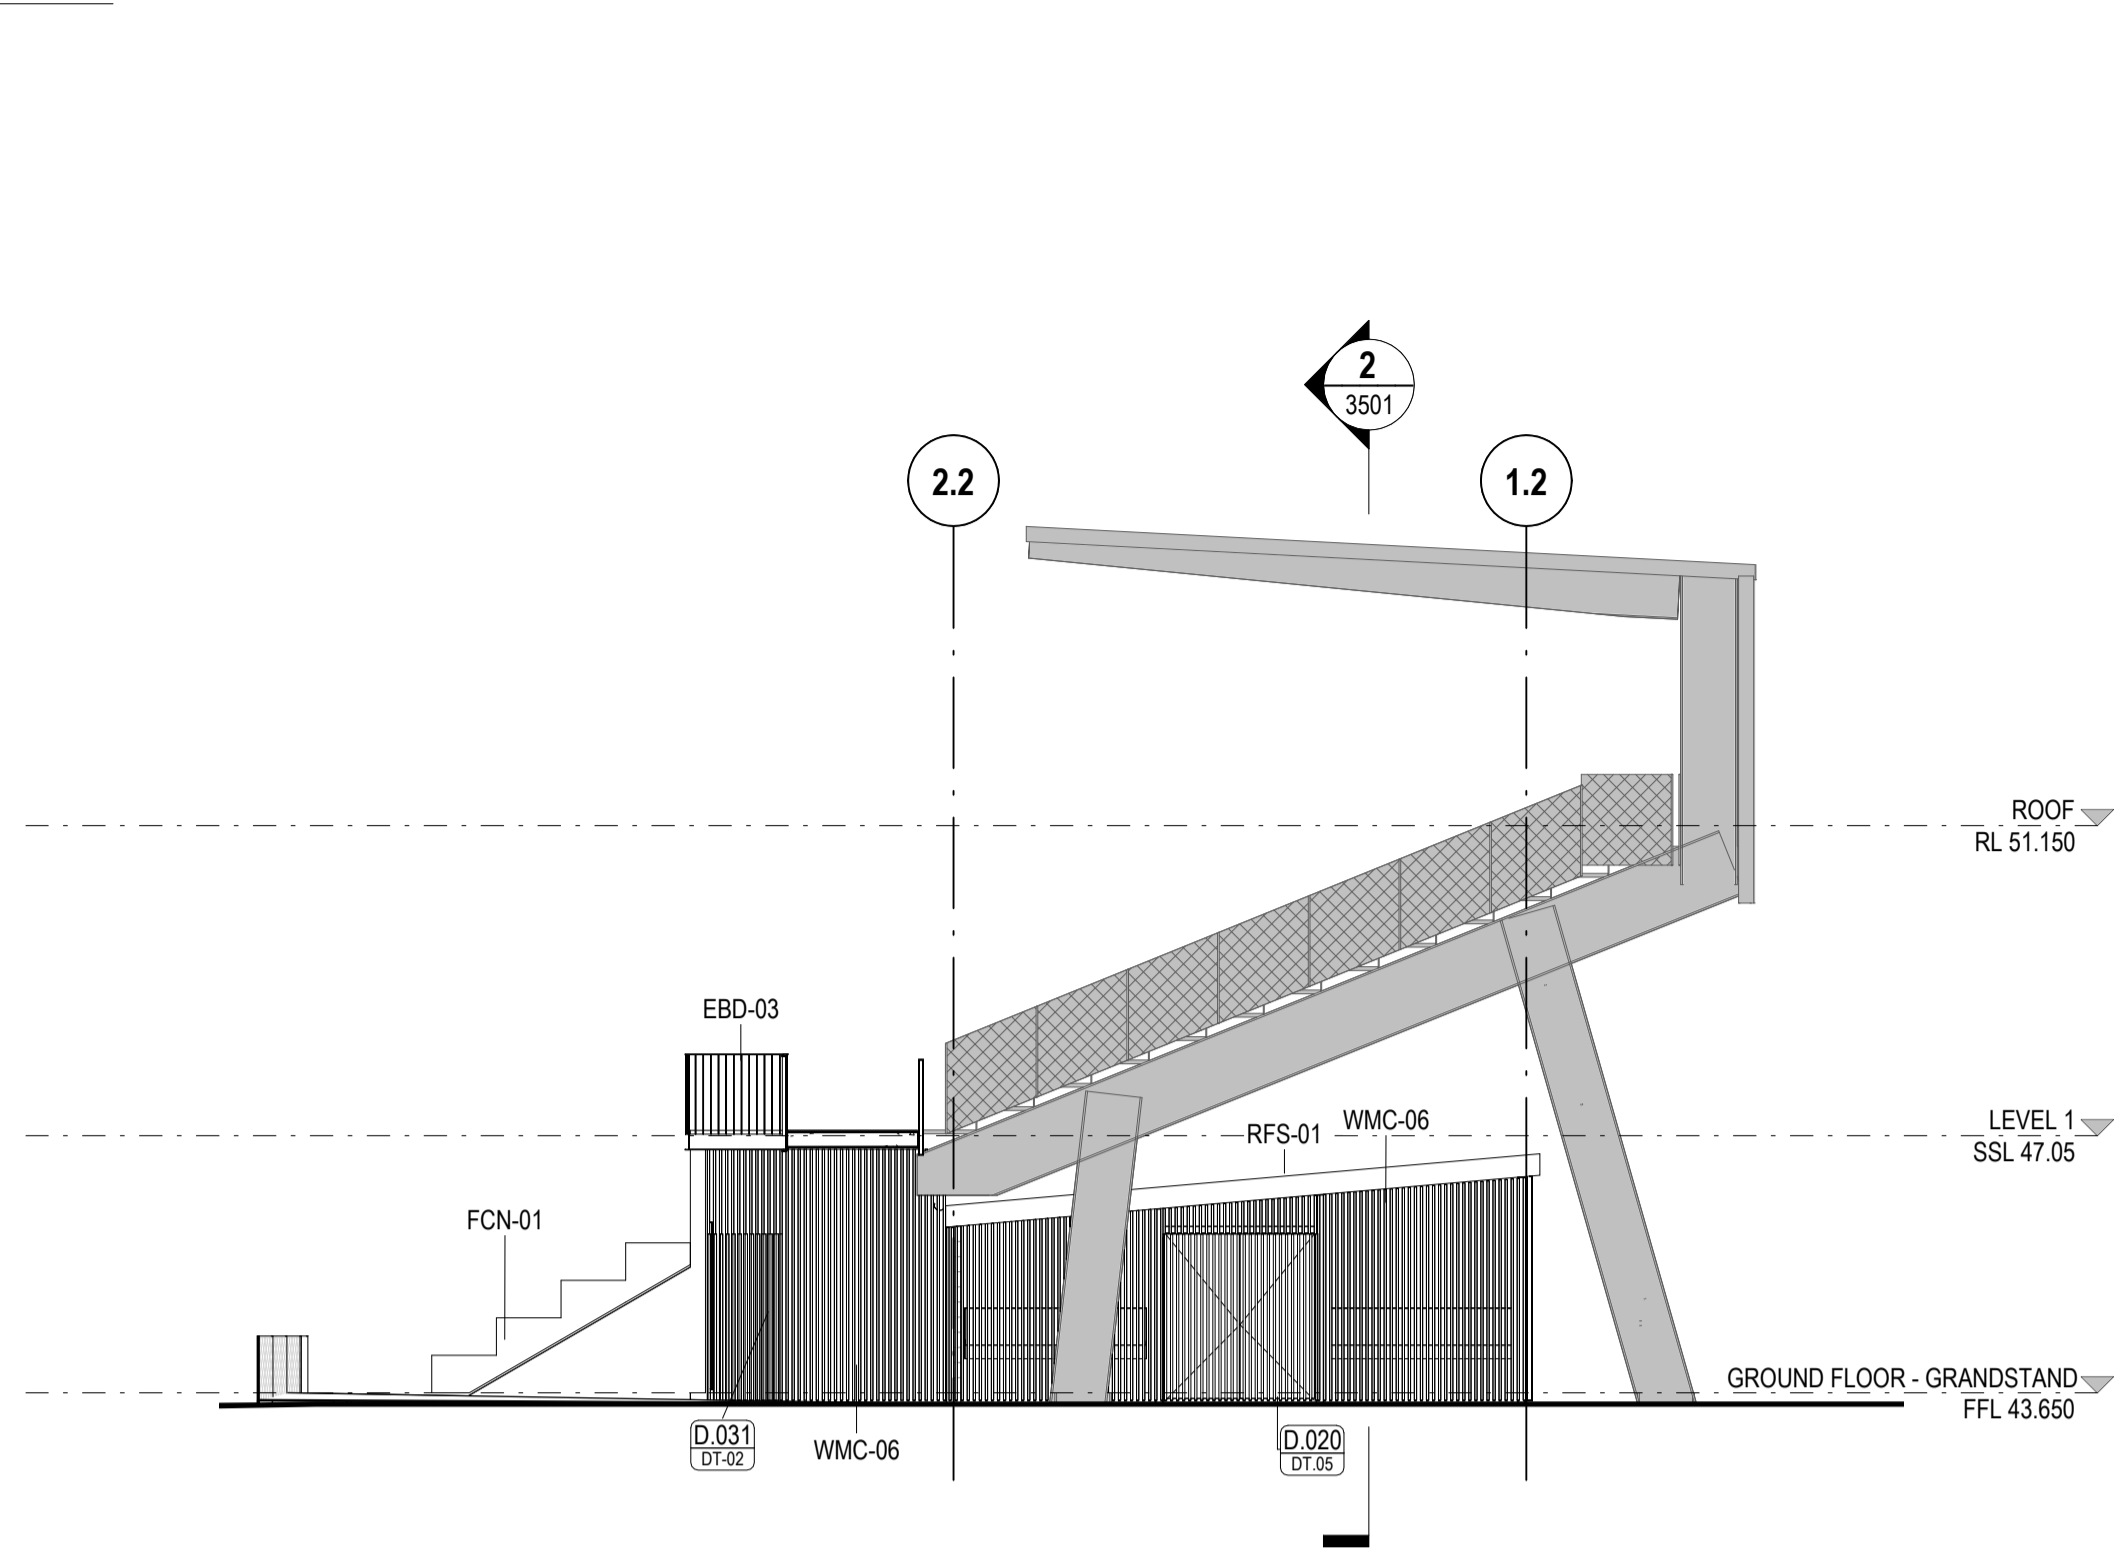 2
3501
2.2
1.2
ROOF
RL 51.150
EBD-03
RFS-01
WMC-06
LEVEL 1
SSL 47.05
FCN-01
GROUND FLOOR - GRANDSTAND
FFL 43.650
D.031
DT-02
WMC-06
D.020
DT.05